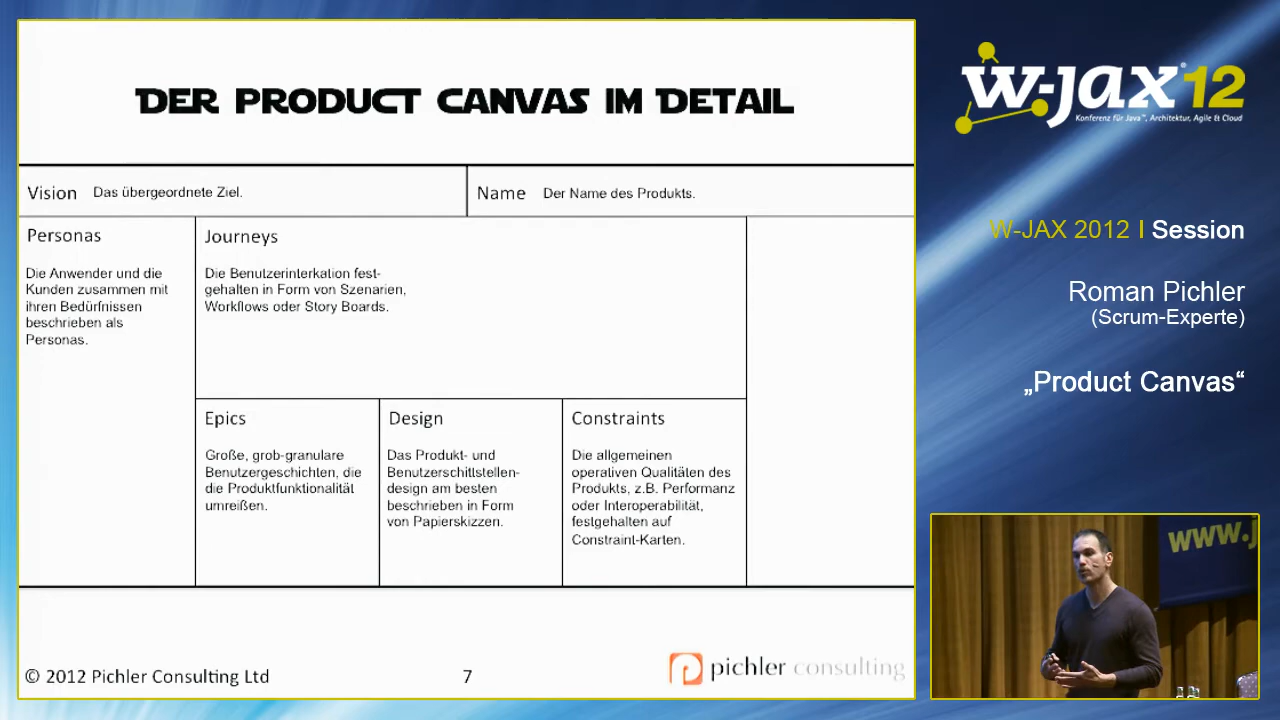 DER PRODUCT CANVAS IM DETAIL
Vision Das übergeordnete Ziel.
Name Der Name des Produkts.
Personas
Die Anwender und die
Kunden zusammen mit
ihren Bedürfnissen
beschrieben als
Personas.
Journeys
Die Benutzerinterkation fest-
gehalten in Form von Szenarien,
Workflows oder Story Boards.
Epics
Große, grob-granulare
Benutzergeschichten, die
die Produktfunktionalität
umreißen.
Design
Das Produkt- und
Benutzerschittstellen-
design am besten
beschrieben in Form
von Papierskizzen.
Constraints
Die allgemeinen
operativen Qualitäten des
Produkts, z.B. Performanz
oder Interoperabilität,
festgehalten auf
Constraint-Karten.
© 2012 Pichler Consulting Ltd
7
pichler consulting
W-JAX 12
Konferenz für Java™, Architektur, Agile & Cloud
W-JAX 2012 I Session
Roman Pichler
(Scrum-Experte)
„Product Canvas“
www.j